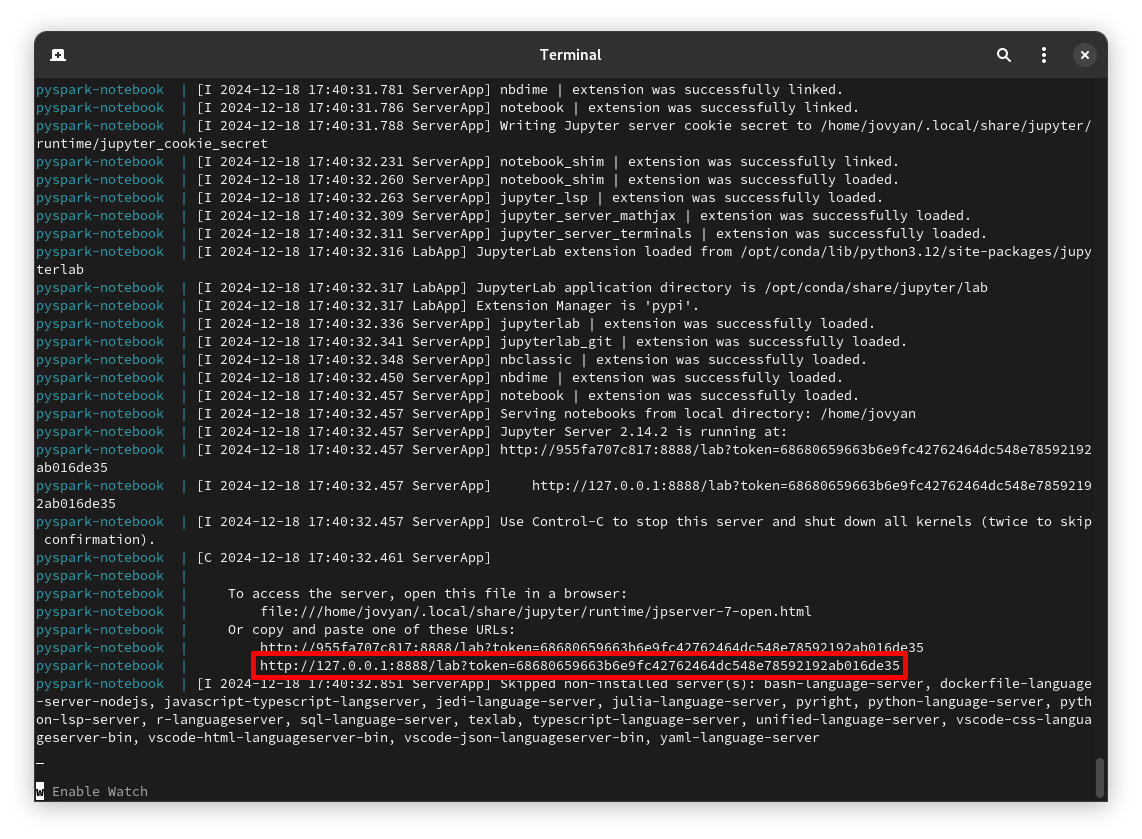 Terminal
pyspark-notebook  | [I 2024-12-18 17:40:31.781 ServerApp] nbdime | extension was successfully linked.
pyspark-notebook  | [I 2024-12-18 17:40:31.786 ServerApp] notebook | extension was successfully linked.
pyspark-notebook  | [I 2024-12-18 17:40:31.788 ServerApp] Writing Jupyter server cookie secret to /home/jovyan/.local/share/jupyter/
runtime/jupyter_cookie_secret
pyspark-notebook  | [I 2024-12-18 17:40:32.231 ServerApp] notebook_shim | extension was successfully linked.
pyspark-notebook  | [I 2024-12-18 17:40:32.260 ServerApp] notebook_shim | extension was successfully loaded.
pyspark-notebook  | [I 2024-12-18 17:40:32.263 ServerApp] jupyter_lsp | extension was successfully loaded.
pyspark-notebook  | [I 2024-12-18 17:40:32.309 ServerApp] jupyter_server_mathjax | extension was successfully loaded.
pyspark-notebook  | [I 2024-12-18 17:40:32.311 ServerApp] jupyter_server_terminals | extension was successfully loaded.
pyspark-notebook  | [I 2024-12-18 17:40:32.316 LabApp] JupyterLab extension loaded from /opt/conda/lib/python3.12/site-packages/jupy
terlab
pyspark-notebook  | [I 2024-12-18 17:40:32.317 LabApp] JupyterLab application directory is /opt/conda/share/jupyter/lab
pyspark-notebook  | [I 2024-12-18 17:40:32.317 LabApp] Extension Manager is 'pypi'.
pyspark-notebook  | [I 2024-12-18 17:40:32.336 ServerApp] jupyterlab | extension was successfully loaded.
pyspark-notebook  | [I 2024-12-18 17:40:32.341 ServerApp] jupyterlab_git | extension was successfully loaded.
pyspark-notebook  | [I 2024-12-18 17:40:32.348 ServerApp] nbclassic | extension was successfully loaded.
pyspark-notebook  | [I 2024-12-18 17:40:32.450 ServerApp] nbdime | extension was successfully loaded.
pyspark-notebook  | [I 2024-12-18 17:40:32.457 ServerApp] notebook | extension was successfully loaded.
pyspark-notebook  | [I 2024-12-18 17:40:32.457 ServerApp] Serving notebooks from local directory: /home/jovyan
pyspark-notebook  | [I 2024-12-18 17:40:32.457 ServerApp] Jupyter Server 2.14.2 is running at:
pyspark-notebook  | [I 2024-12-18 17:40:32.457 ServerApp] http://955fa707c817:8888/lab?token=68680659663b6e9fc42762464dc548e78592192
ab016de35
pyspark-notebook  | [I 2024-12-18 17:40:32.457 ServerApp]     http://127.0.0.1:8888/lab?token=68680659663b6e9fc42762464dc548e7859219
2ab016de35
pyspark-notebook  | [I 2024-12-18 17:40:32.457 ServerApp] Use Control-C to stop this server and shut down all kernels (twice to skip
 confirmation).
pyspark-notebook  | [C 2024-12-18 17:40:32.461 ServerApp]
pyspark-notebook  |
pyspark-notebook  |     To access the server, open this file in a browser:
pyspark-notebook  |         file:///home/jovyan/.local/share/jupyter/runtime/jpserver-7-open.html
pyspark-notebook  |     Or copy and paste one of these URLs:
pyspark-notebook  |         http://955fa707c817:8888/lab?token=68680659663b6e9fc42762464dc548e78592192ab016de35
pyspark-notebook  |         http://127.0.0.1:8888/lab?token=68680659663b6e9fc42762464dc548e78592192ab016de35
pyspark-notebook  | [I 2024-12-18 17:40:32.851 ServerApp] Skipped non-installed server(s): bash-language-server, dockerfile-language
-server-nodejs, javascript-typescript-langserver, jedi-language-server, julia-language-server, pyright, python-language-server, pyth
on-lsp-server, r-languageserver, sql-language-server, texlab, typescript-language-server, unified-language-server, vscode-css-langua
geserver-bin, vscode-html-languageserver-bin, vscode-json-languageserver-bin, yaml-language-server
w Enable Watch